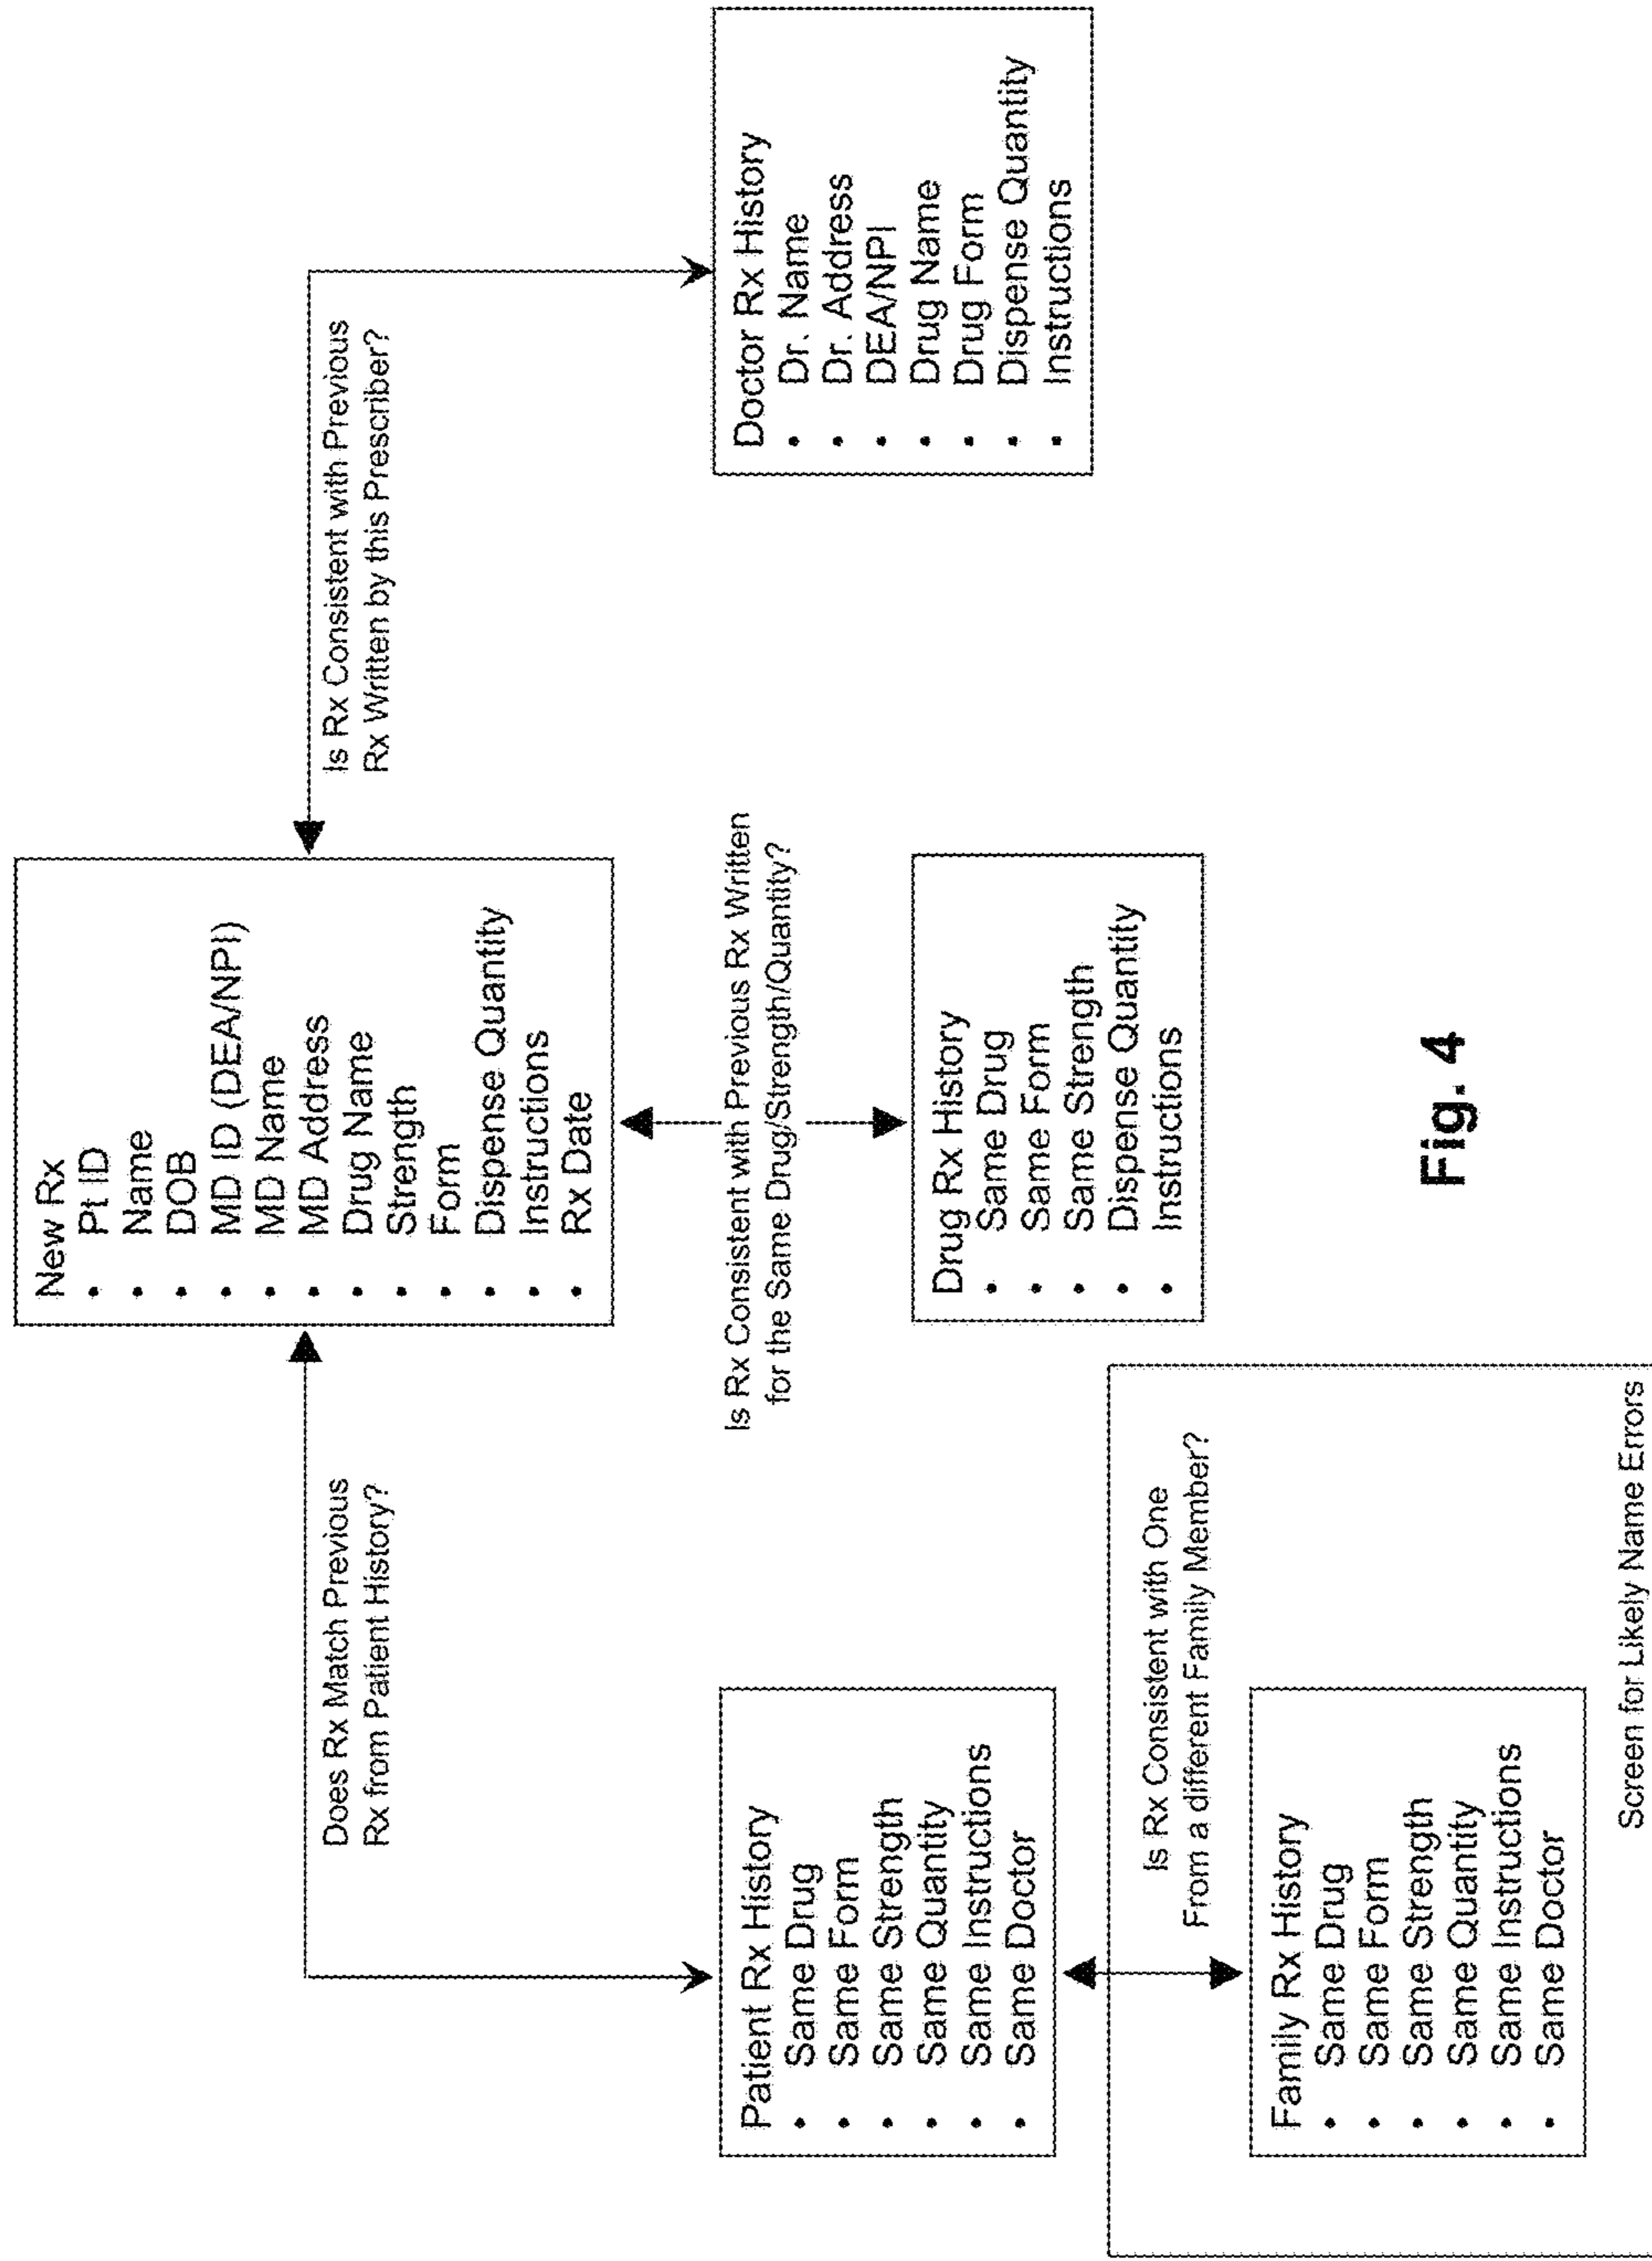 New Rx
• Pt ID
• Name
• DOB
• MD ID (DEA/NPI)
• MD Name
• MD Address
• Drug Name
• Strength
• Form
• Dispense Quantity
• Instructions
• Rx Date
Does Rx Match Previous
Rx from Patient History?
Is Rx Consistent with Previous
Rx Written by this Prescriber?
Is Rx Consistent with Previous Rx Written
for the Same Drug/Strength/Quantity?
Patient Rx History
• Same Drug
• Same Form
• Same Strength
• Same Quantity
• Same Instructions
• Same Doctor
Drug Rx History
• Same Drug
• Same Form
• Same Strength
• Dispense Quantity
• Instructions
Doctor Rx History
• Dr. Name
• Dr. Address
• DEA/NPI
• Drug Name
• Drug Form
• Dispense Quantity
• Instructions
Is Rx Consistent with One
From a different Family Member?
Family Rx History
• Same Drug
• Same Form
• Same Strength
• Same Quantity
• Same Instructions
• Same Doctor
Screen for Likely Name Errors
Fig. 4